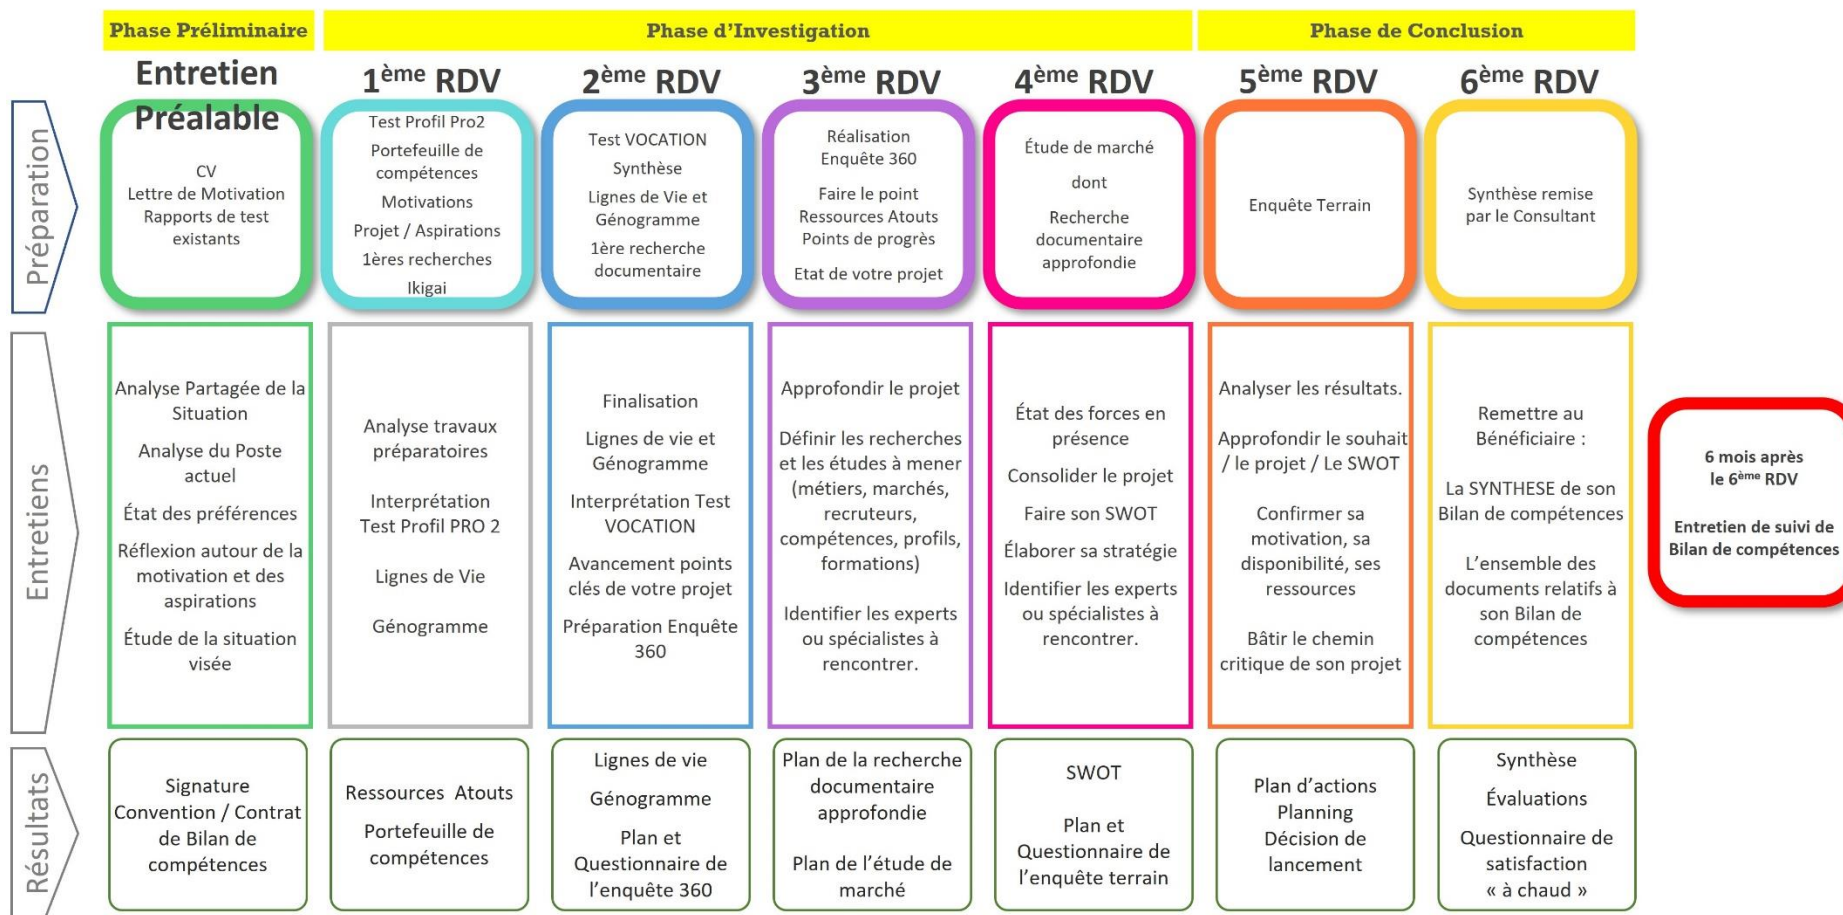 Phase Préliminaire
Phase d'Investigation
Phase de Conclusion
Entretien
Préalable
1ème RDV
2ème RDV
3ème RDV
4ème RDV
5ème RDV
6ème RDV
Préparation
CV
Lettre de Motivation
Rapports de test
existants
Test Profil Pro2
Portefeuille de
compétences
Motivations
Projet / Aspirations
1ères recherches
Ikigai
Test VOCATION
Synthèse
Lignes de Vie et
Génogramme
1ère recherche
documentaire
Réalisation
Enquête 360
Faire le point
Ressources Atouts
Points de progrès
Etat de votre projet
Étude de marché
dont
Recherche
documentaire
approfondie
Enquête Terrain
Synthèse remise
par le Consultant
Entretiens
Analyse Partagée de la
Situation
Analyse du Poste
actuel
État des préférences
Réflexion autour de la
motivation et des
aspirations
Étude de la situation
visée
Analyse travaux
préparatoires
Interprétation
Test Profil PRO 2
Lignes de Vie
Génogramme
Finalisation
Lignes de vie et
Génogramme
Interprétation Test
VOCATION
Avancement points
clés de votre projet
Préparation Enquête
360
Approfondir le projet
Définir les recherches
et les études à mener
(métiers, marchés,
recruteurs,
compétences, profils,
formations)
Identifier les experts
ou spécialistes à
rencontrer.
État des forces en
présence
Consolider le projet
Faire son SWOT
Élaborer sa stratégie
Identifier les experts
ou spécialistes à
rencontrer.
Analyser les résultats.
Approfondir le souhait
/ le projet / Le SWOT
Confirmer sa
motivation, sa
disponibilité, ses
ressources
Bâtir le chemin
critique de son projet
Remettre au
Bénéficiaire :
La SYNTHESE de son
Bilan de compétences
L'ensemble des
documents relatifs à
son Bilan de
compétences
6 mois après
le 6ème RDV
Entretien de suivi de
Bilan de compétences
Résultats
Signature
Convention / Contrat
de Bilan de
compétences
Ressources Atouts
Portefeuille de
compétences
Lignes de vie
Génogramme
Plan et
Questionnaire de
l'enquête 360
Plan de la recherche
documentaire
approfondie
Plan de l'étude de
marché
SWOT
Plan et
Questionnaire de
l'enquête terrain
Plan d'actions
Planning
Décision de
lancement
Synthèse
Évaluations
Questionnaire de
satisfaction
« à chaud »